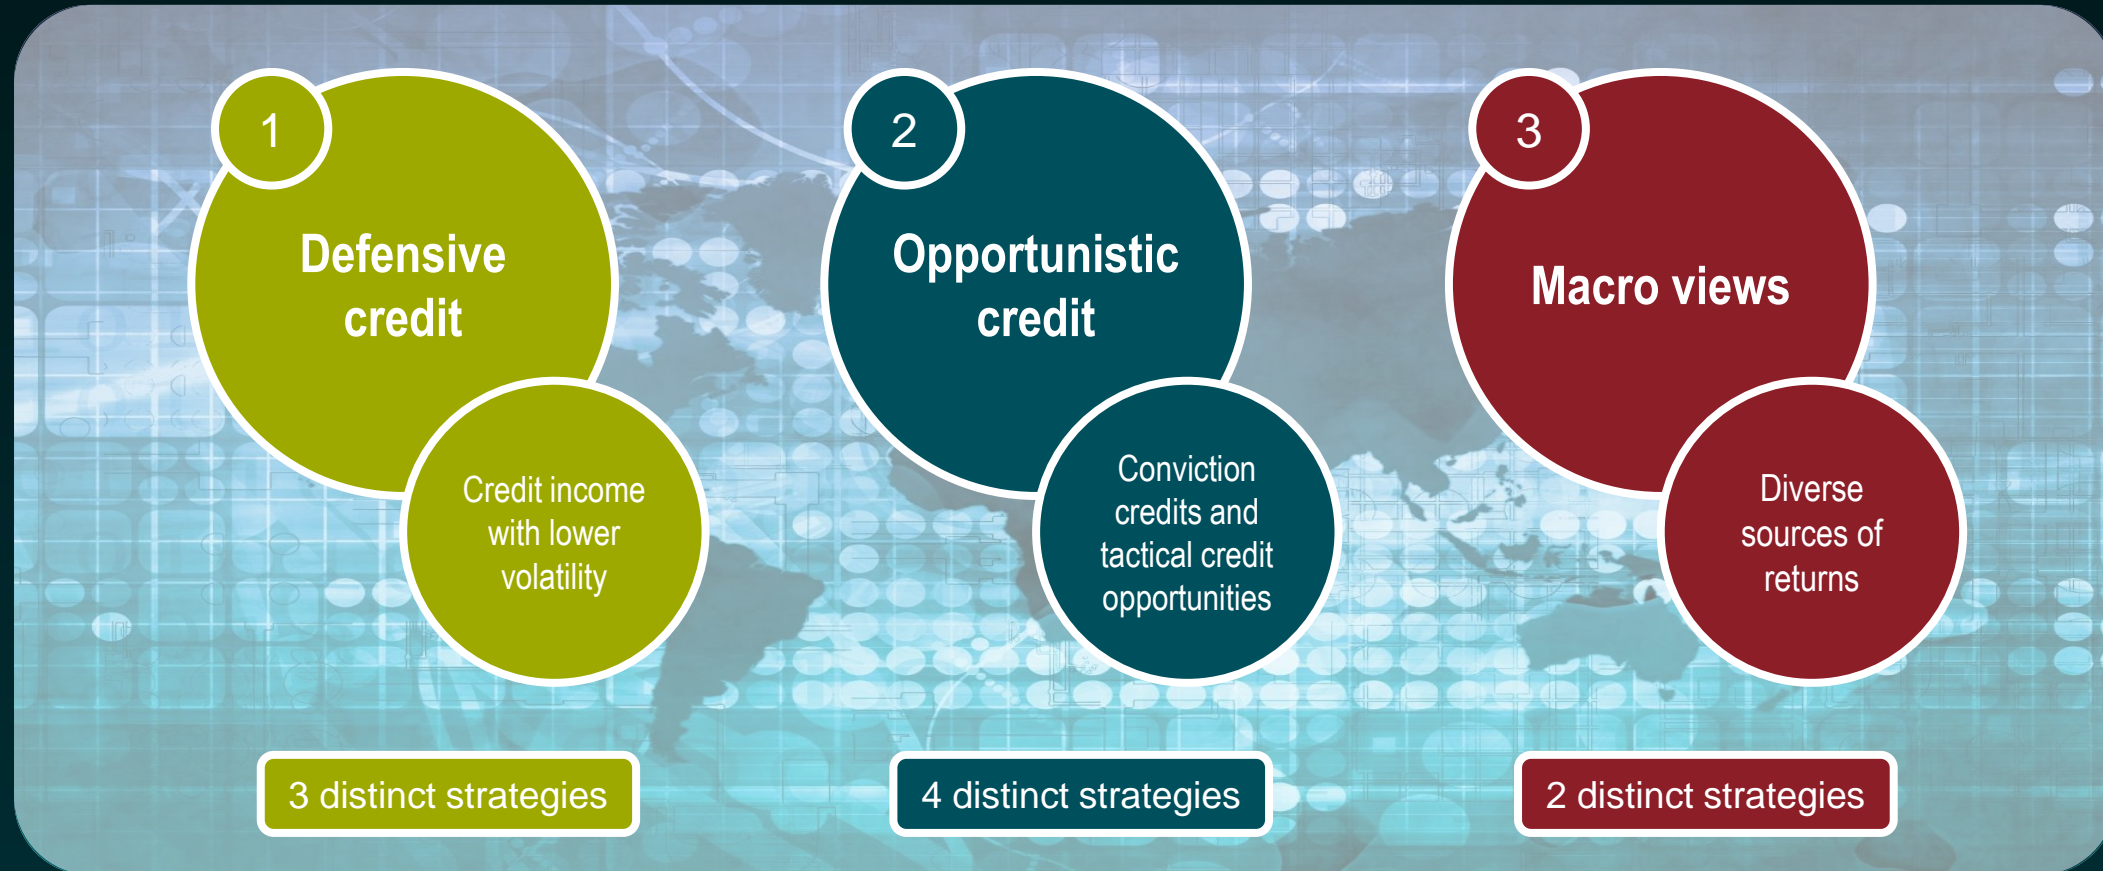 1
Defensive
credit
Credit income
with lower
volatility
3 distinct strategies
2
Opportunistic
credit
Conviction
credits and
tactical credit
opportunities
4 distinct strategies
3
Macro views
Diverse
sources of
returns
2 distinct strategies